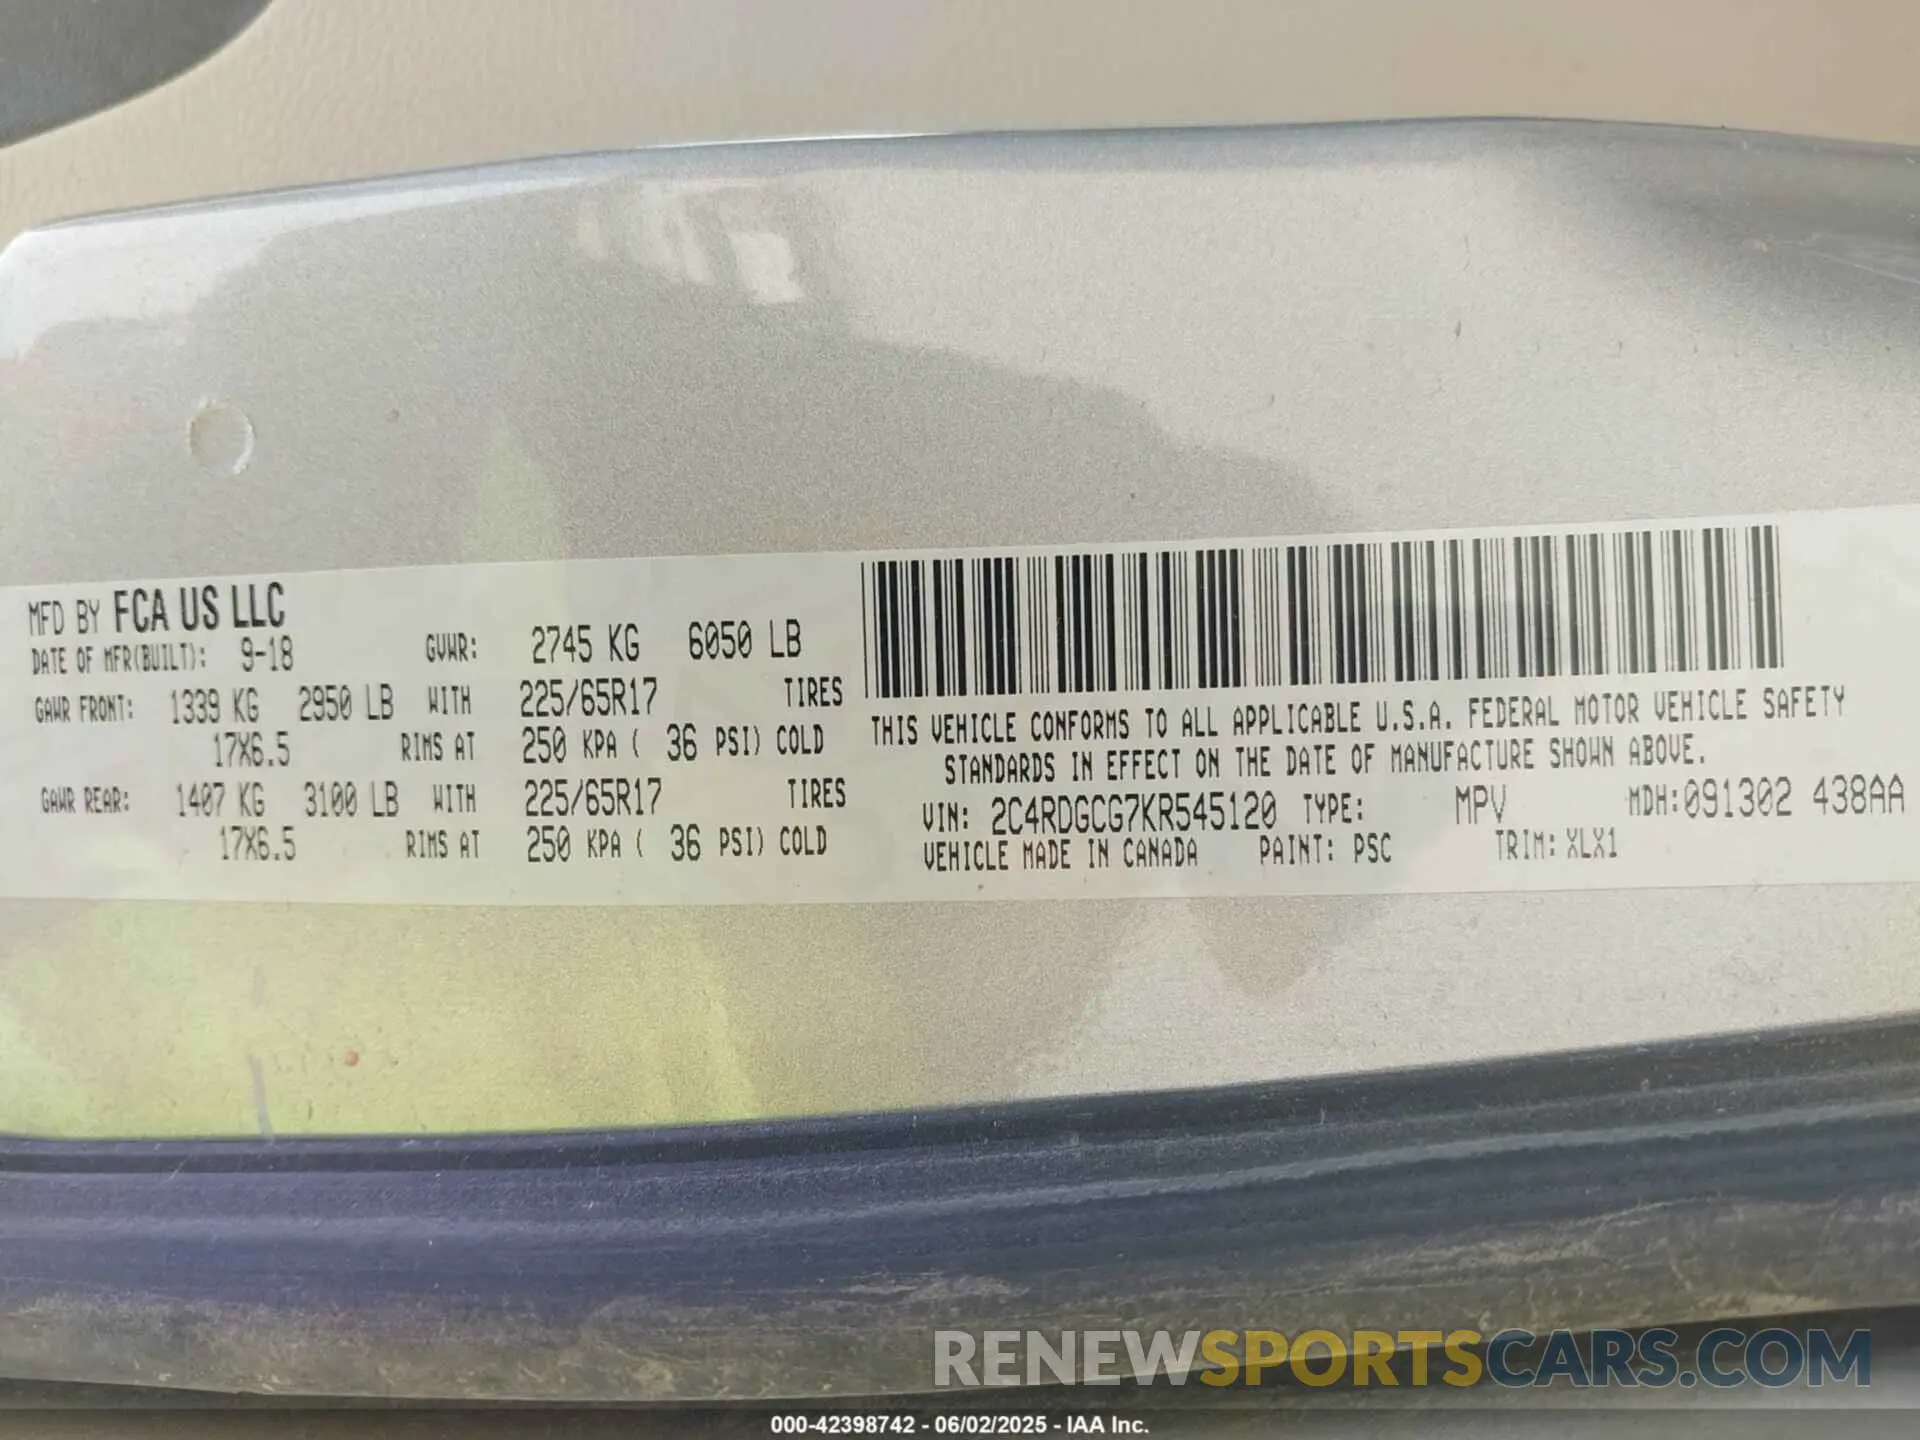 MFD BY FCA US LLC
DATE OF MFR(BUILT): 9-18 GVWR: 2745 KG 6050 LB
GAWR FRONT: 1339 KG 2950 LB WITH 225/65R17 TIRES
17X6.5 RIMS AT 250 KPA ( 36 PSI) COLD
GAWR REAR: 1407 KG 3100 LB WITH 225/65R17 TIRES
17X6.5 RIMS AT 250 KPA ( 36 PSI) COLD
THIS VEHICLE CONFORMS TO ALL APPLICABLE U.S.A. FEDERAL MOTOR VEHICLE SAFETY
STANDARDS IN EFFECT ON THE DATE OF MANUFACTURE SHOWN ABOVE.
VIN: 2C4RDGCG7KR545120 TYPE: MPV MDH:091302 438AA
VEHICLE MADE IN CANADA PAINT: PSC TRIM: XLX1
RENEWSPORTSCARS.COM
000-42398742 - 06/02/2025 - IAA Inc.